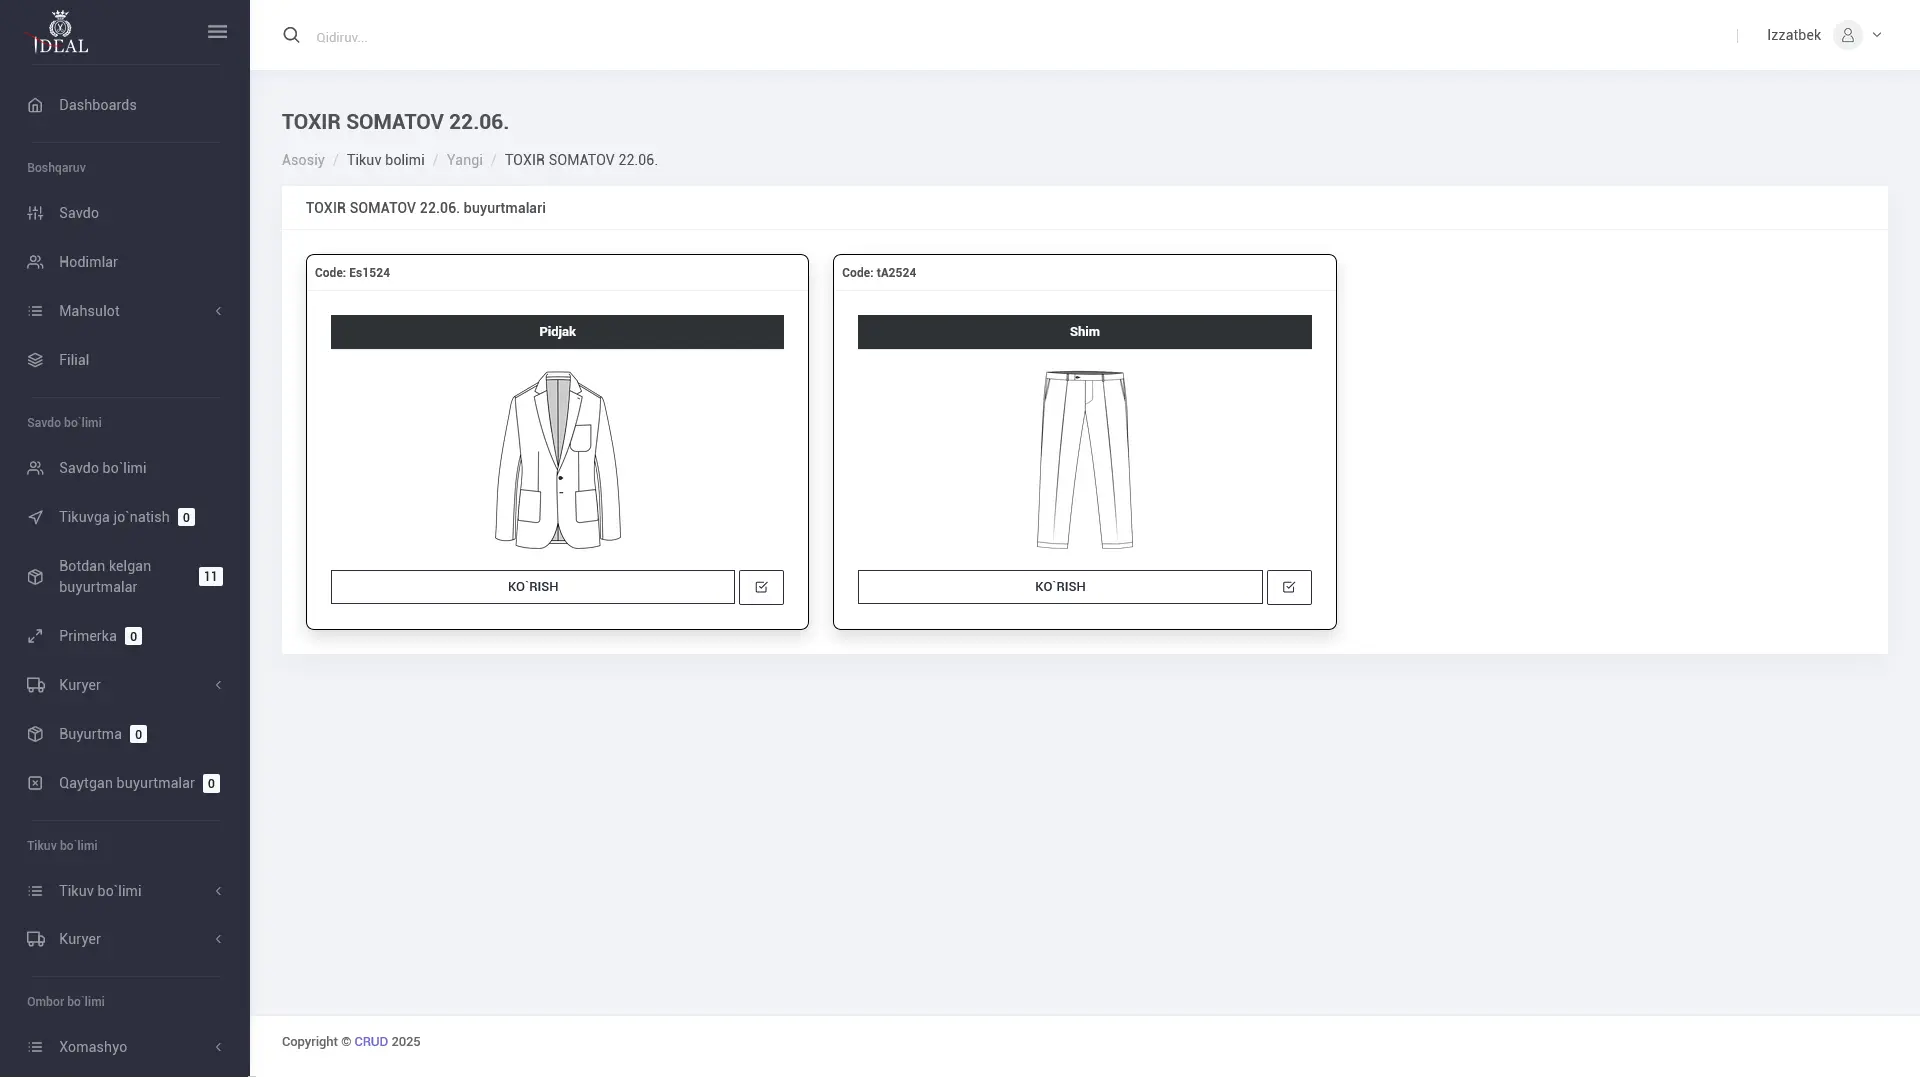 IDEAL
Dashboards
Boshqaruv
Savdo
Hodimlar
Mahsulot
Filial
Savdo bo`limi
Savdo bo`limi
Tikuvga jo`natish 0
Botdan kelgan
buyurtmalar 11
Primerka 0
Kuryer
Buyurtma 0
Qaytgan buyurtmalar 0
Tikuv bo`limi
Tikuv bo`limi
Kuryer
Ombor bo`limi
Xomashyo
Qidiruv...
Izzatbek
TOXIR SOMATOV 22.06.
Asosiy / Tikuv bolimi / Yangi / TOXIR SOMATOV 22.06.
TOXIR SOMATOV 22.06. buyurtmalari
Code: Es1524
Pidjak
KO`RISH
Code: tA2524
Shim
KO`RISH
Copyright © CRUD 2025